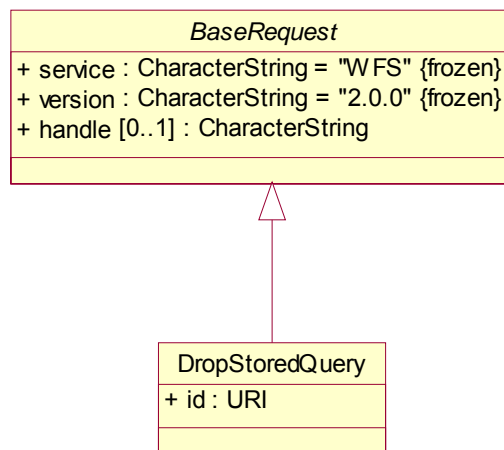 BaseRequest
+ service : CharacterString = "WFS" {frozen}
+ version : CharacterString = "2.0.0" {frozen}
+ handle [0..1] : CharacterString
DropStoredQuery
+ id : URI